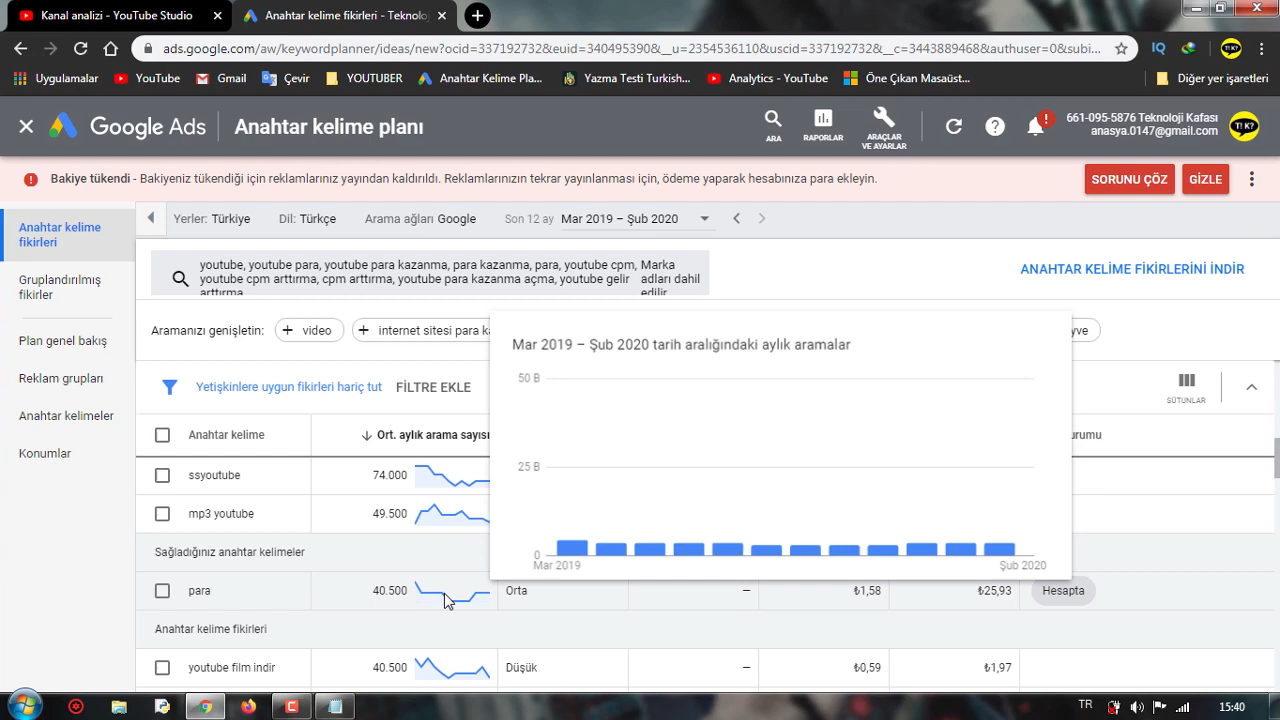 Kanal analizi - YouTube Studio
Anahtar kelime fikirleri - Teknoloj
ads.google.com/aw/keywordplanner/ideas/new?ocid=337192732&euid=340495390&__u=2354536110&uscid=337192732&__c=3443889468&authuser=0&subi...
Uygulamalar
YouTube
Gmail
Çevir
YOUTUBER
Anahtar Kelime Pla...
Yazma Testi Turkish...
Analytics - YouTube
Öne Çıkan Masaüst...
Diğer yer işaretleri
Google Ads
Anahtar kelime planı
ARA
RAPORLAR
ARAÇLAR
VE AYARLAR
661-095-5876 Teknoloji Kafası
anasya.0147@gmail.com
T! K?
Bakiye tükendi - Bakiyeniz tükendiği için reklamlarınız yayından kaldırıldı. Reklamlarınızın tekrar yayınlanması için, ödeme yaparak hesabınıza para ekleyin.
SORUNU ÇÖZ
GİZLE
Anahtar kelime
fikirleri
Gruplandırılmış
fikirler
Plan genel bakış
Reklam grupları
Anahtar kelimeler
Konumlar
Yerler: Türkiye
Dil: Türkçe
Arama ağları Google
Son 12 ay
Mar 2019 – Şub 2020
youtube, youtube para, youtube para kazanma, para kazanma, para, youtube cpm,
youtube cpm arttırma, cpm arttırma, youtube para kazanma açma, youtube gelir
arttırma
Marka
adları dahil
edilir
ANAHTAR KELİME FİKİRLERİNİ İNDİR
Aramanızı genişletin:
video
internet sitesi para ka
Mar 2019 – Şub 2020 tarih aralığındaki aylık aramalar
50 B
25 B
0
Mar 2019
Şub 2020
Yetişkinlere uygun fikirleri hariç tut
FİLTRE EKLE
SÜTUNLAR
Anahtar kelime
Ort. aylık arama sayısı
urumu
ssyoutube
74.000
mp3 youtube
49.500
Sağladığınız anahtar kelimeler
para
40.500
Orta
–
₺1,58
₺25,93
Hesapta
Anahtar kelime fikirleri
youtube film indir
40.500
Düşük
–
₺0,59
₺1,97
TR
15:40